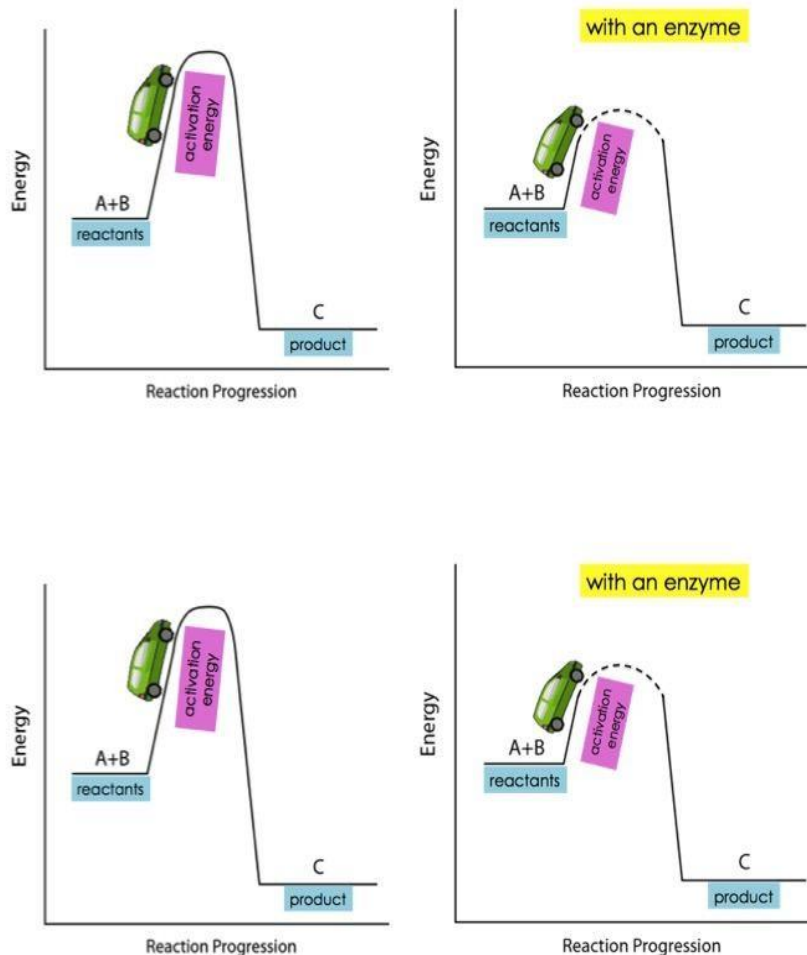 Energy
A+B
reactants
activation
energy
C
product
Reaction Progression
with an enzyme
Energy
A+B
reactants
activation
energy
C
product
Reaction Progression
Energy
A+B
reactants
activation
energy
C
product
Reaction Progression
with an enzyme
Energy
A+B
reactants
activation
energy
C
product
Reaction Progression